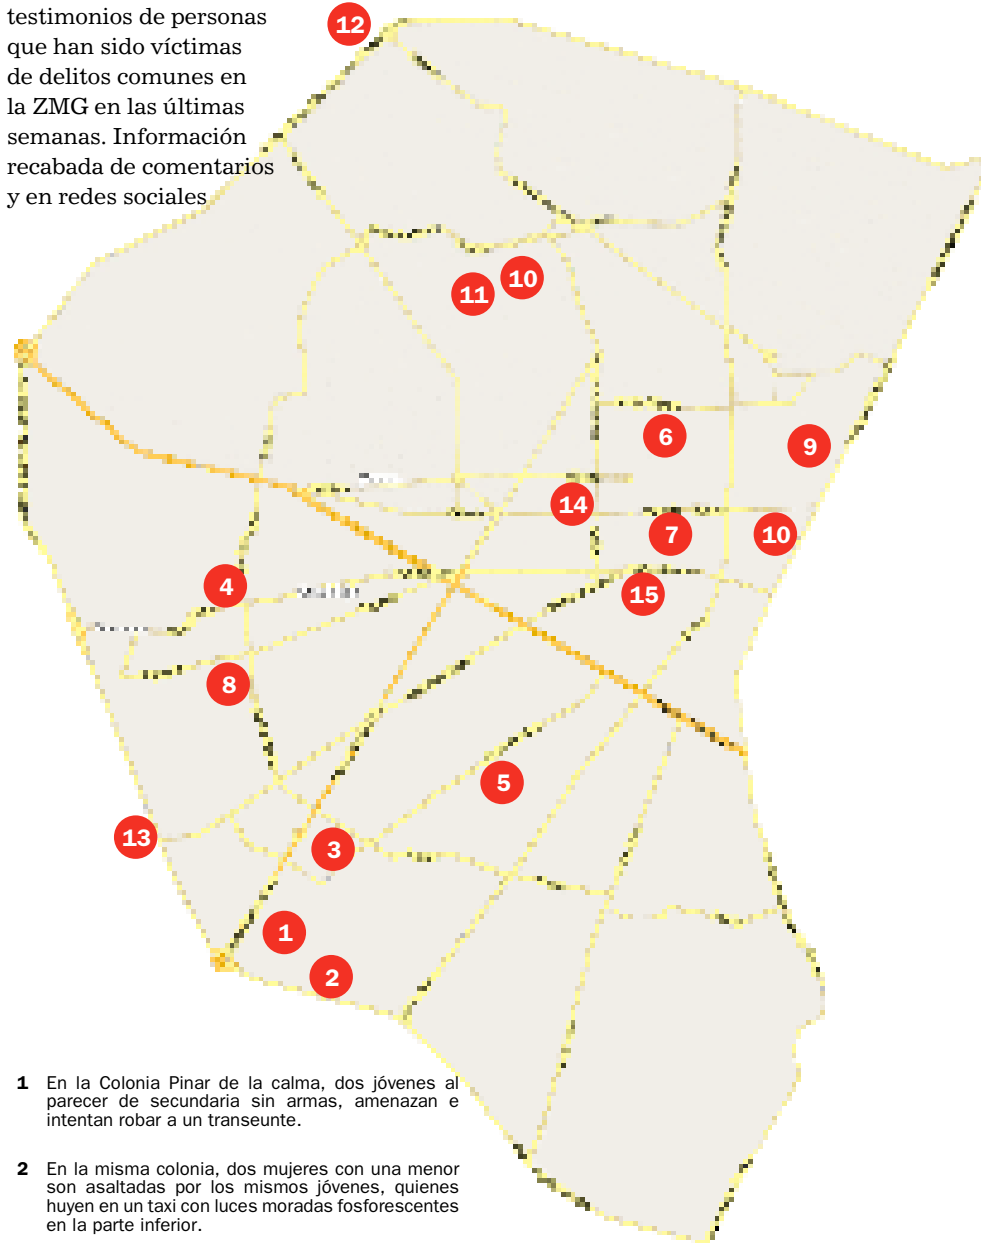 testimonios de personas
que han sido víctimas
de delitos comunes en
la ZMG en las últimas
semanas. Información
recabada de comentarios
y en redes sociales
12
11
10
6
9
14
7
10
4
15
8
5
13
3
1
2
1 En la Colonia Pinar de la calma, dos jóvenes al
parecer de secundaria sin armas, amenazan e
intentan robar a un transeunte.
2 En la misma colonia, dos mujeres con una menor
son asaltadas por los mismos jóvenes, quienes
huyen en un taxi con luces moradas fosforescentes
en la parte inferior.